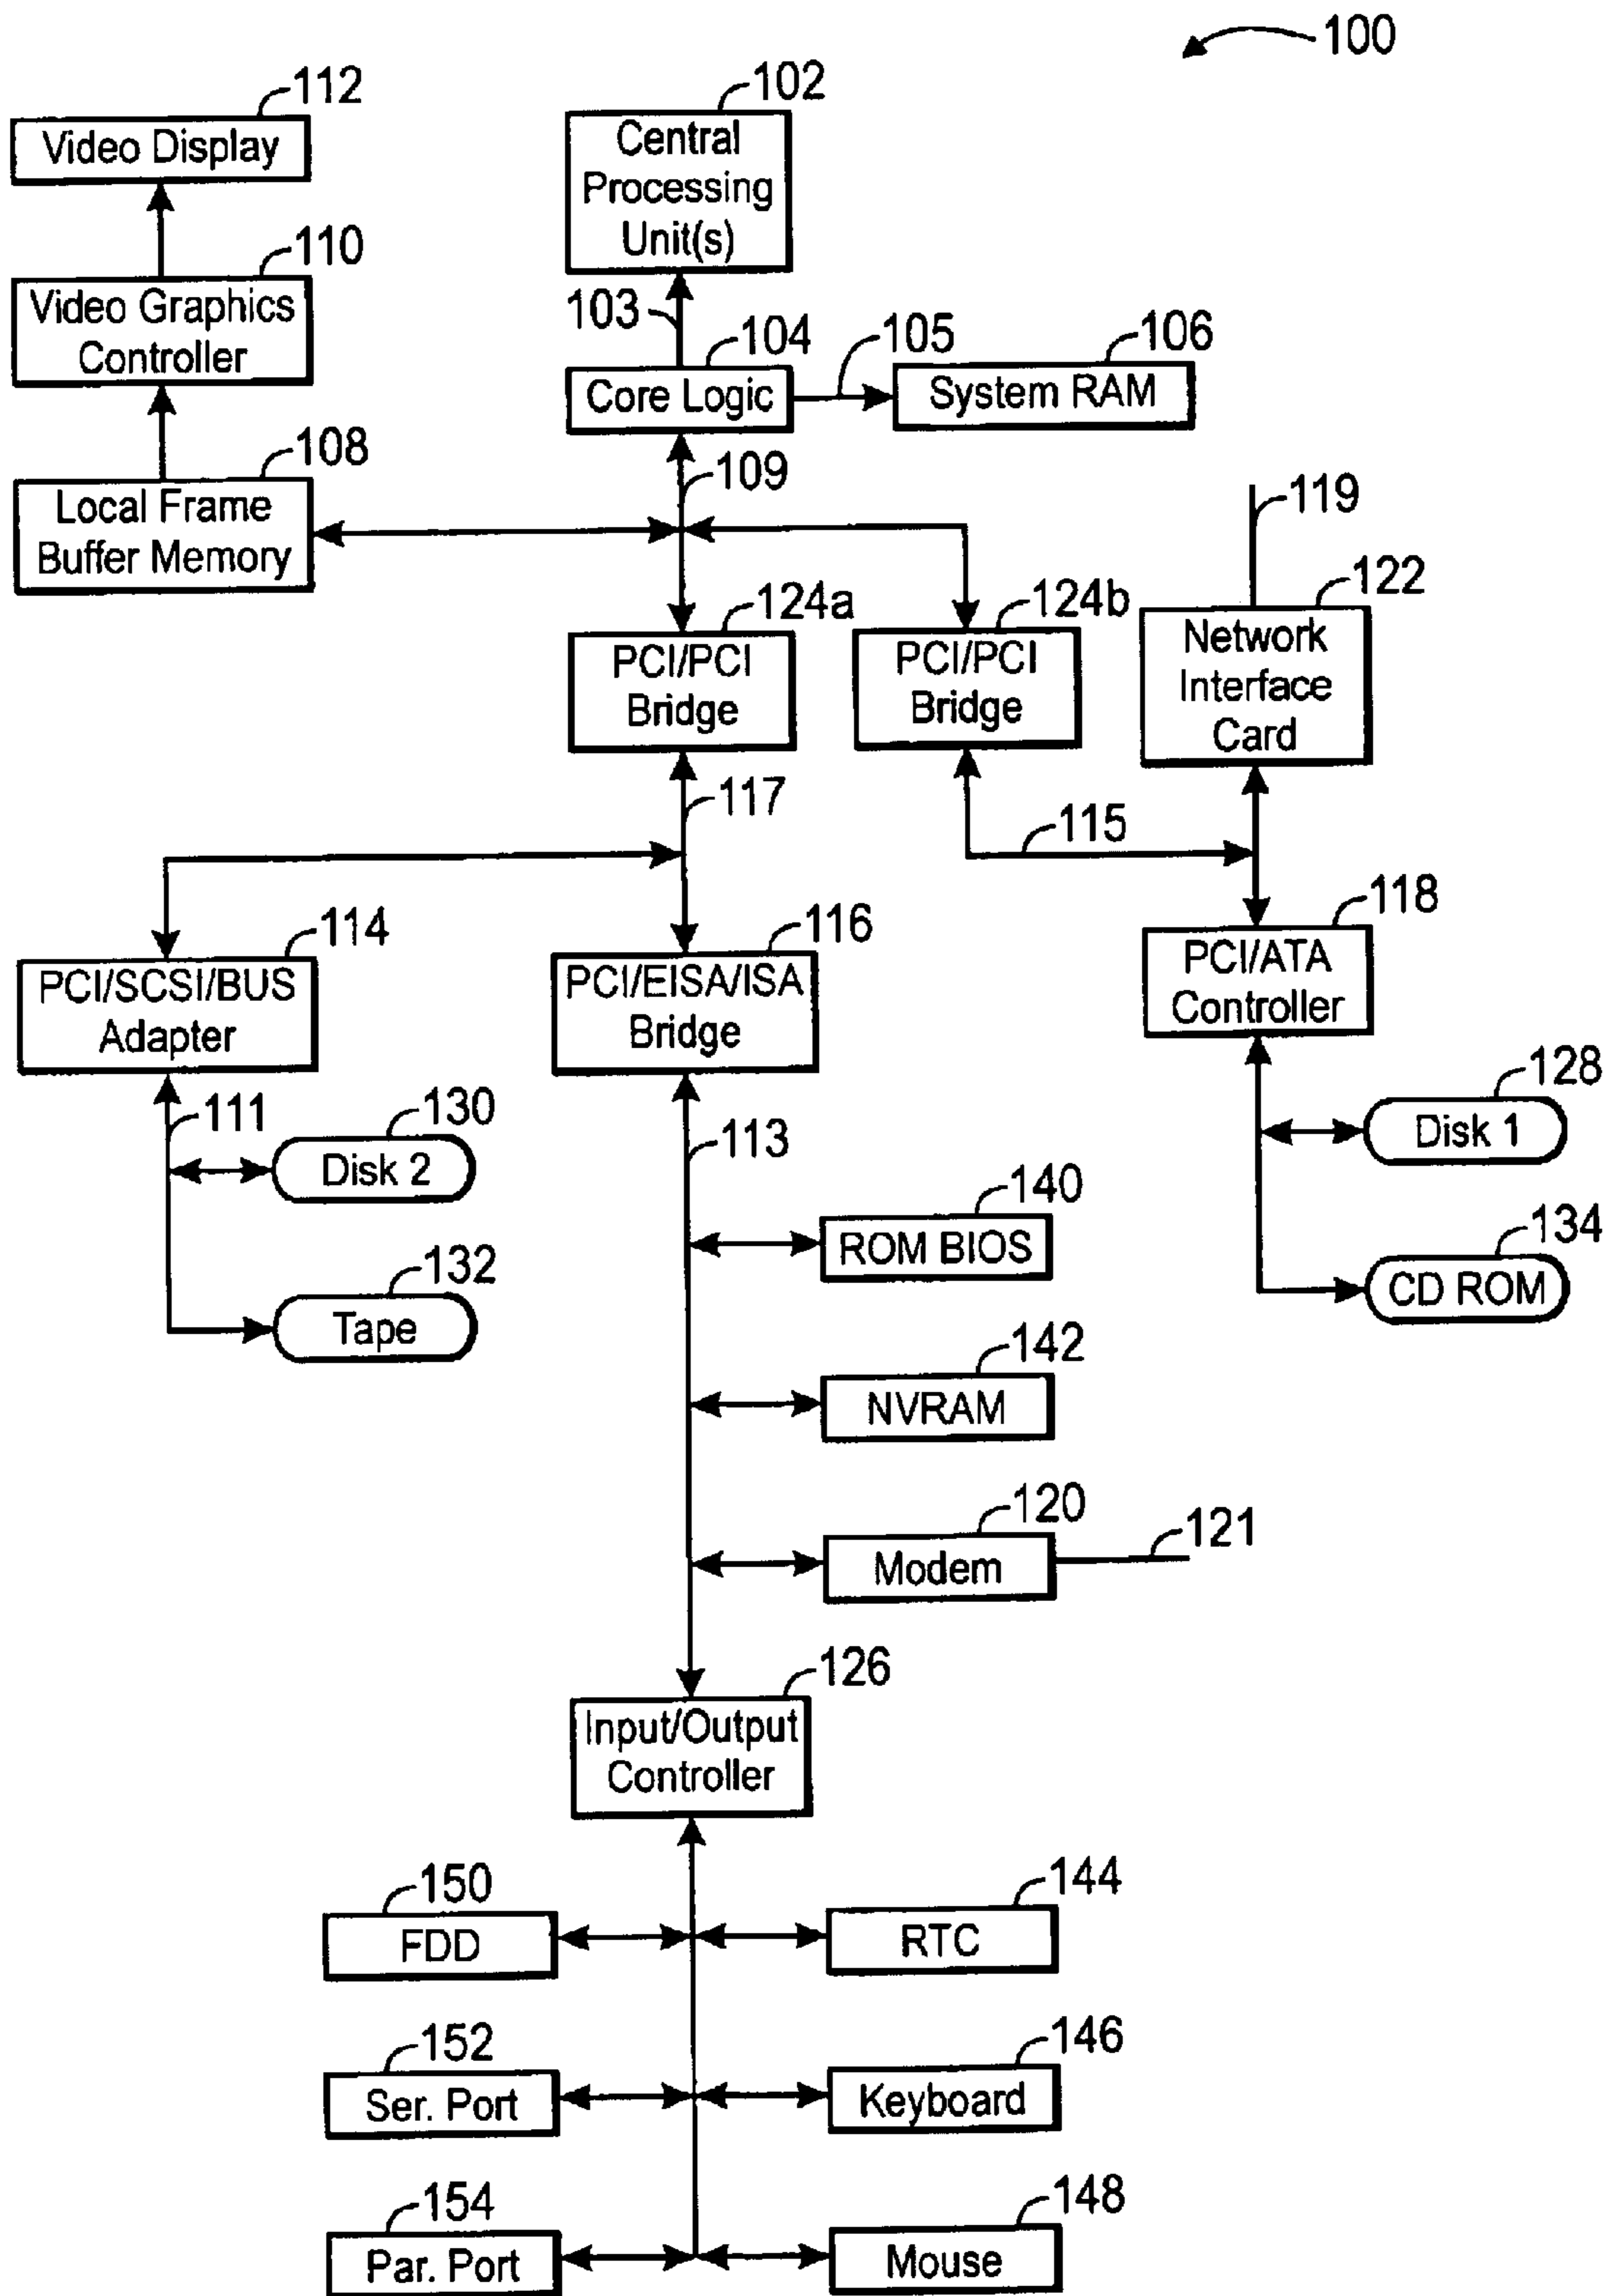 100
112
Video Display
102
Central
Processing
Unit(s)
110
Video Graphics
Controller
103
104
Core Logic
105
106
System RAM
108
Local Frame
Buffer Memory
109
119
124a
PCI/PCI
Bridge
124b
PCI/PCI
Bridge
122
Network
Interface
Card
117
115
114
PCI/SCSI/BUS
Adapter
116
PCI/EISA/ISA
Bridge
118
PCI/ATA
Controller
111
130
Disk 2
113
128
Disk 1
140
ROM BIOS
134
CD ROM
132
Tape
142
NVRAM
120
Modem
121
126
Input/Output
Controller
150
FDD
144
RTC
152
Ser. Port
146
Keyboard
154
Par. Port
148
Mouse